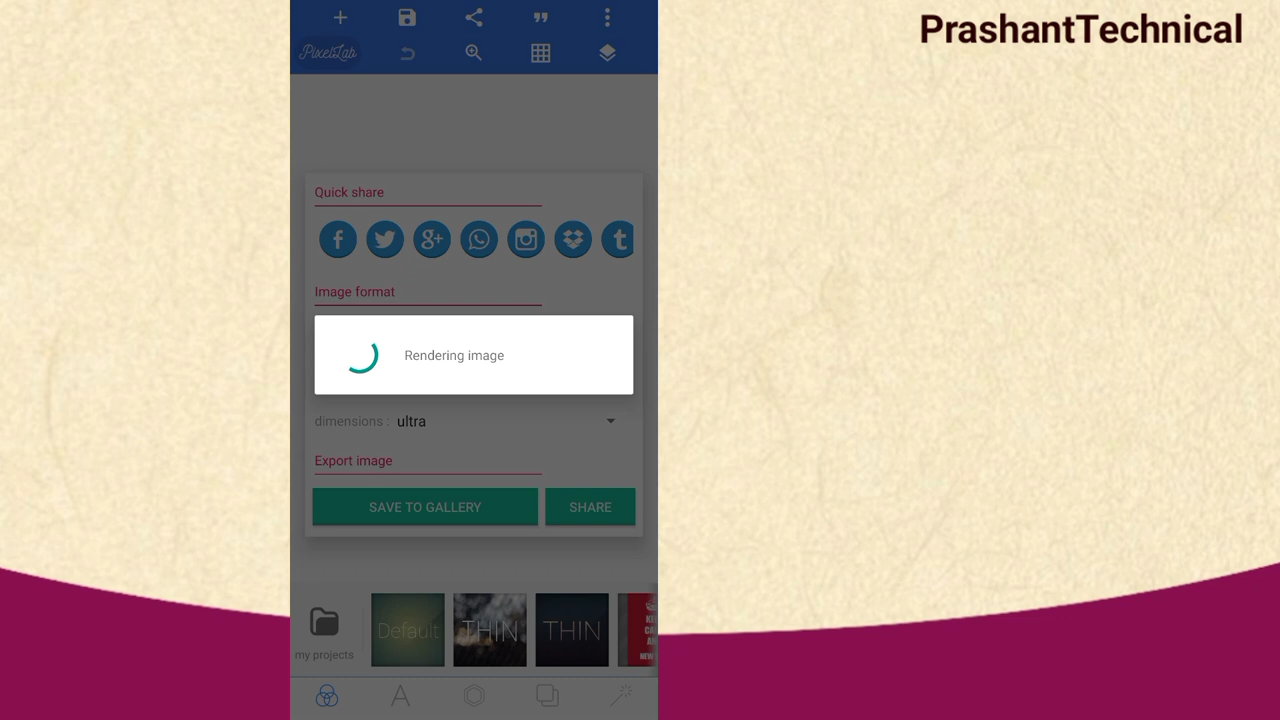 PrashantTechnical
PixelLab
Quick share
Image format
Rendering image
dimensions : ultra
Export image
SAVE TO GALLERY SHARE
my projects
Default
THIN
THIN
NEW